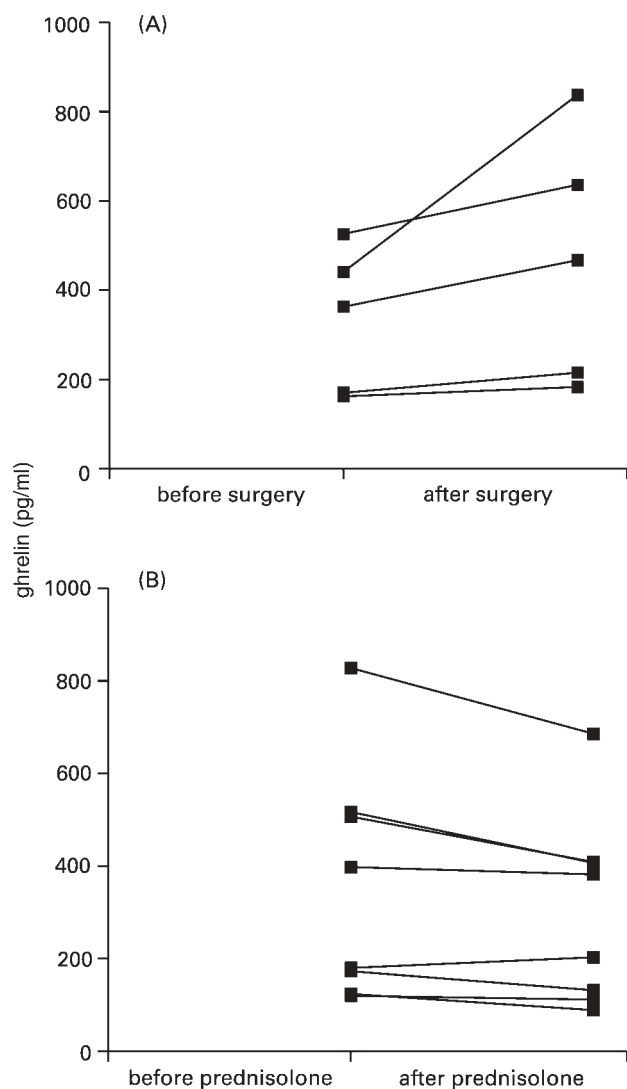 (A)
1000
800
600
400
200
0
before surgery after surgery
ghrelin (pg/ml)
(B)
1000
800
600
400
200
0
before prednisolone after prednisolone